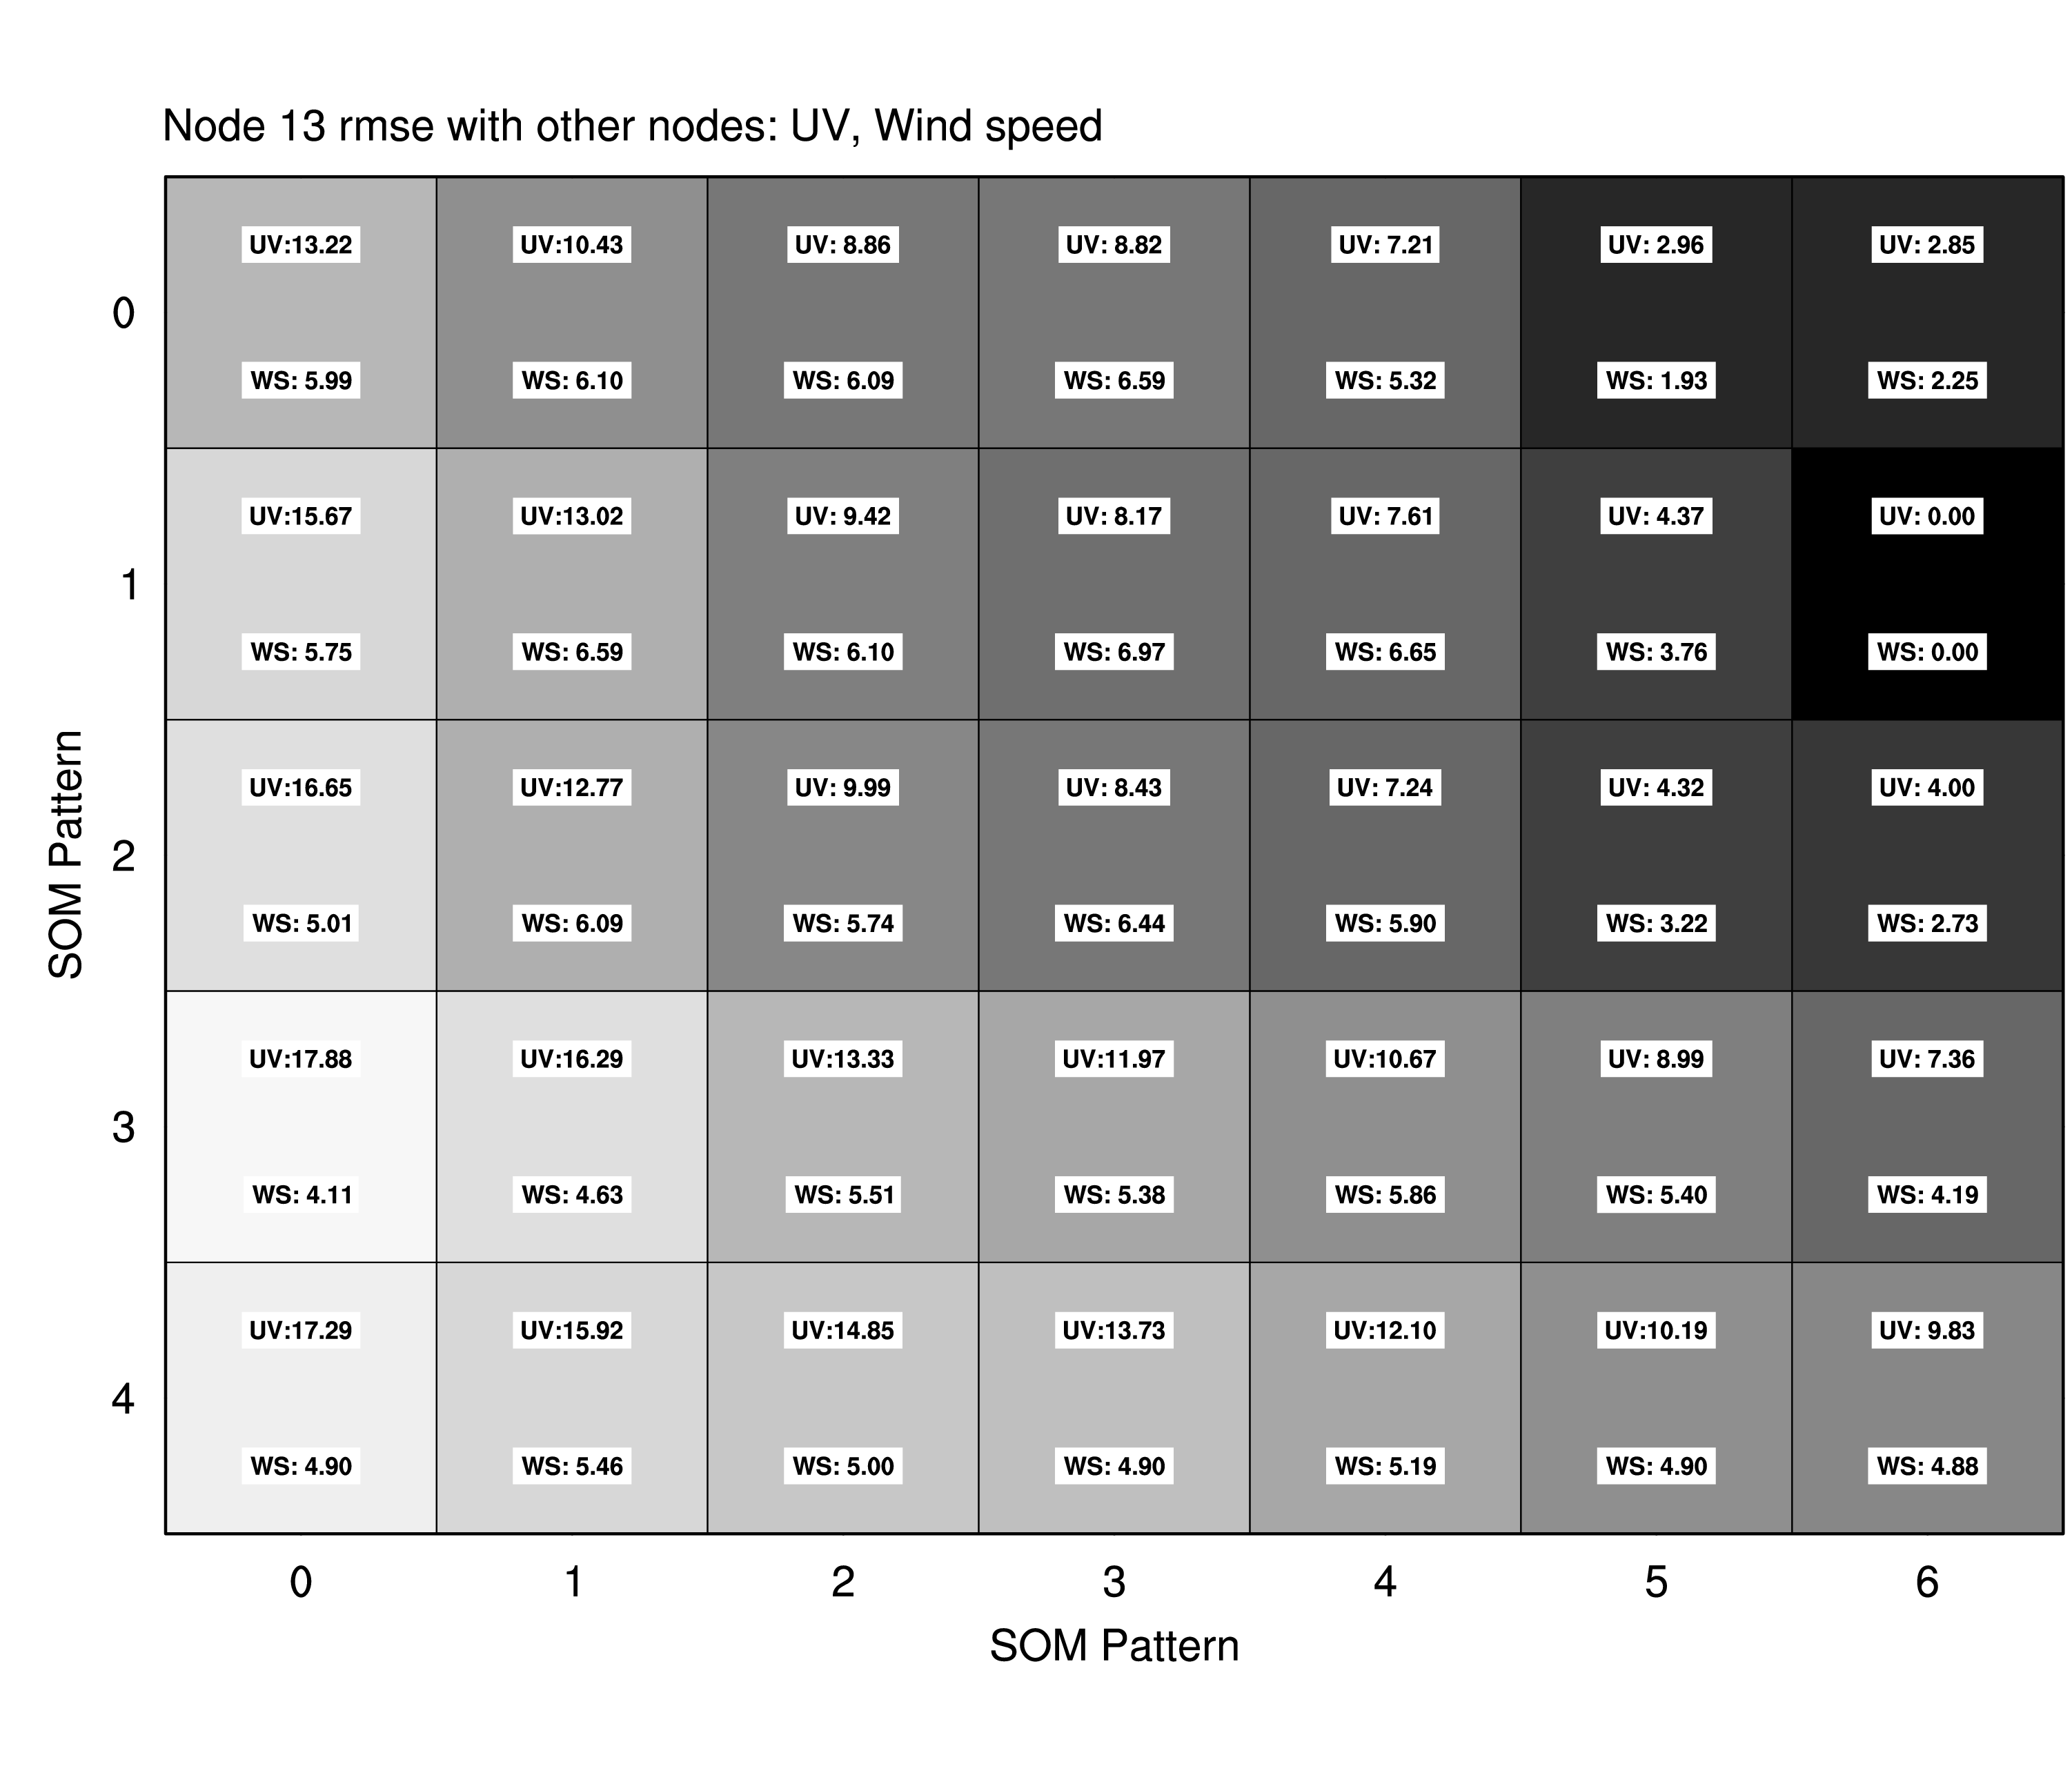 Node 13 rmse with other nodes: UV, Wind speed
UV:13.22 UV:10.43 UV: 8.86 UV: 8.82 UV: 7.21 UV: 2.96 UV: 2.85
0
WS: 5.99 WS: 6.10 WS: 6.09 WS: 6.59 WS: 5.32 WS: 1.93 WS: 2.25
UV:15.67 UV:13.02 UV: 9.42 UV: 8.17 UV: 7.61 UV: 4.37 UV: 0.00
1
WS: 5.75 WS: 6.59 WS: 6.10 WS: 6.97 WS: 6.65 WS: 3.76 WS: 0.00
UV:16.65 UV:12.77 UV: 9.99 UV: 8.43 UV: 7.24 UV: 4.32 UV: 4.00
2
WS: 5.01 WS: 6.09 WS: 5.74 WS: 6.44 WS: 5.90 WS: 3.22 WS: 2.73
UV:17.88 UV:16.29 UV:13.33 UV:11.97 UV:10.67 UV: 8.99 UV: 7.36
3
WS: 4.11 WS: 4.63 WS: 5.51 WS: 5.38 WS: 5.86 WS: 5.40 WS: 4.19
UV:17.29 UV:15.92 UV:14.85 UV:13.73 UV:12.10 UV:10.19 UV: 9.83
4
WS: 4.90 WS: 5.46 WS: 5.00 WS: 4.90 WS: 5.19 WS: 4.90 WS: 4.88
SOM Pattern
0 1 2 3 4 5 6
SOM Pattern